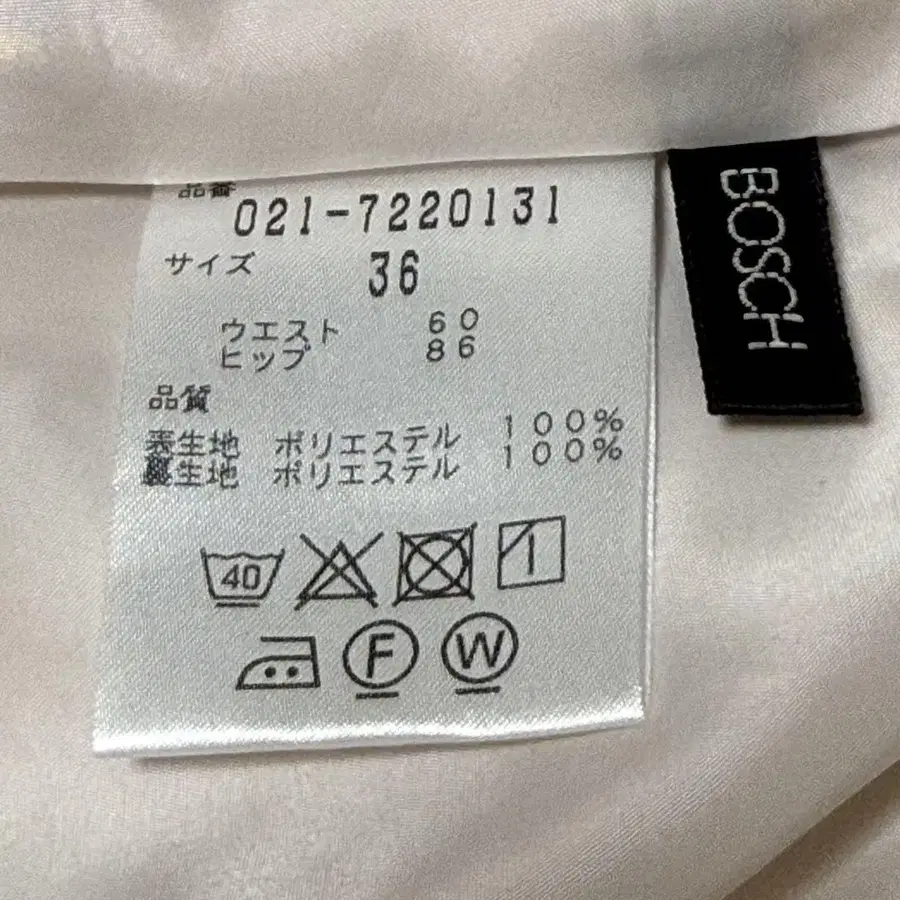 品番
021-7220131
サイズ 36
ウエスト 60
ヒップ 86
品質
表生地 ポリエステル 100%
裏生地 ポリエステル 100%
40
F W
BOSCH